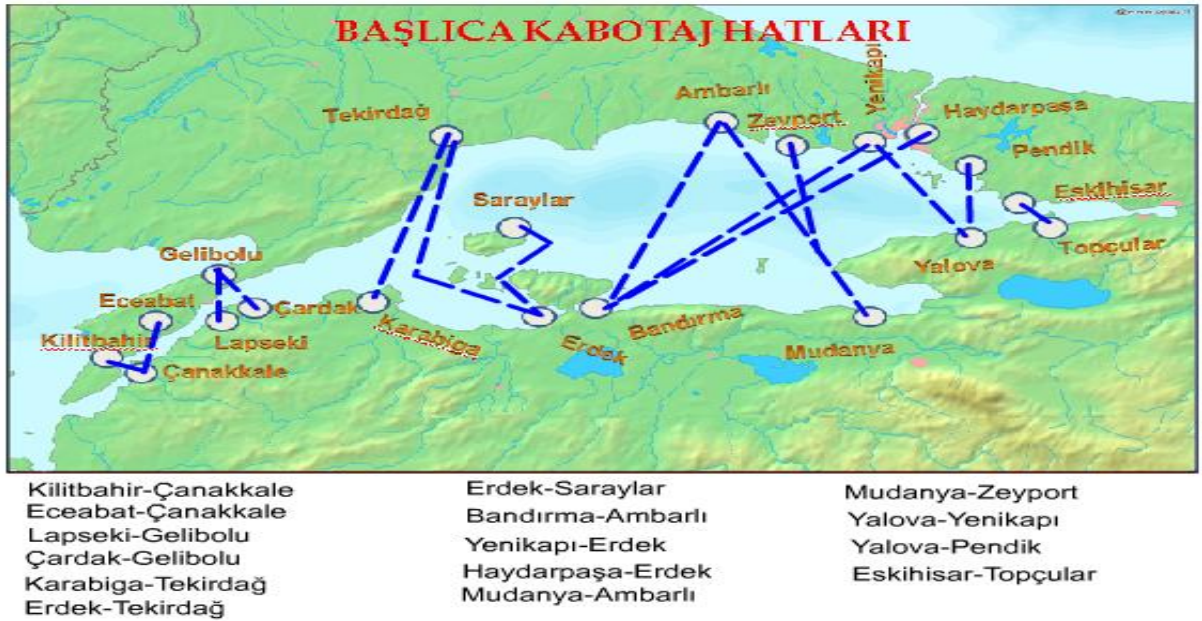 BAŞLICA KABOTAJ HATLARI
Yenikapı
Ambarlı
Haydarpaşa
Tekirdağ
Zeyport
Pendik
Saraylar
Eskihisar
Gelibolu
Topçular
Yalova
Eceabat
Çardak
Karabiga
Bandırma
Erdek
Kilitbahir
Lapseki
Mudanya
Çanakkale
Kilitbahir-Çanakkale
Eceabat-Çanakkale
Lapseki-Gelibolu
Çardak-Gelibolu
Karabiga-Tekirdağ
Erdek-Tekirdağ
Erdek-Saraylar
Bandırma-Ambarlı
Yenikapı-Erdek
Haydarpaşa-Erdek
Mudanya-Ambarlı
Mudanya-Zeyport
Yalova-Yenikapı
Yalova-Pendik
Eskihisar-Topçular